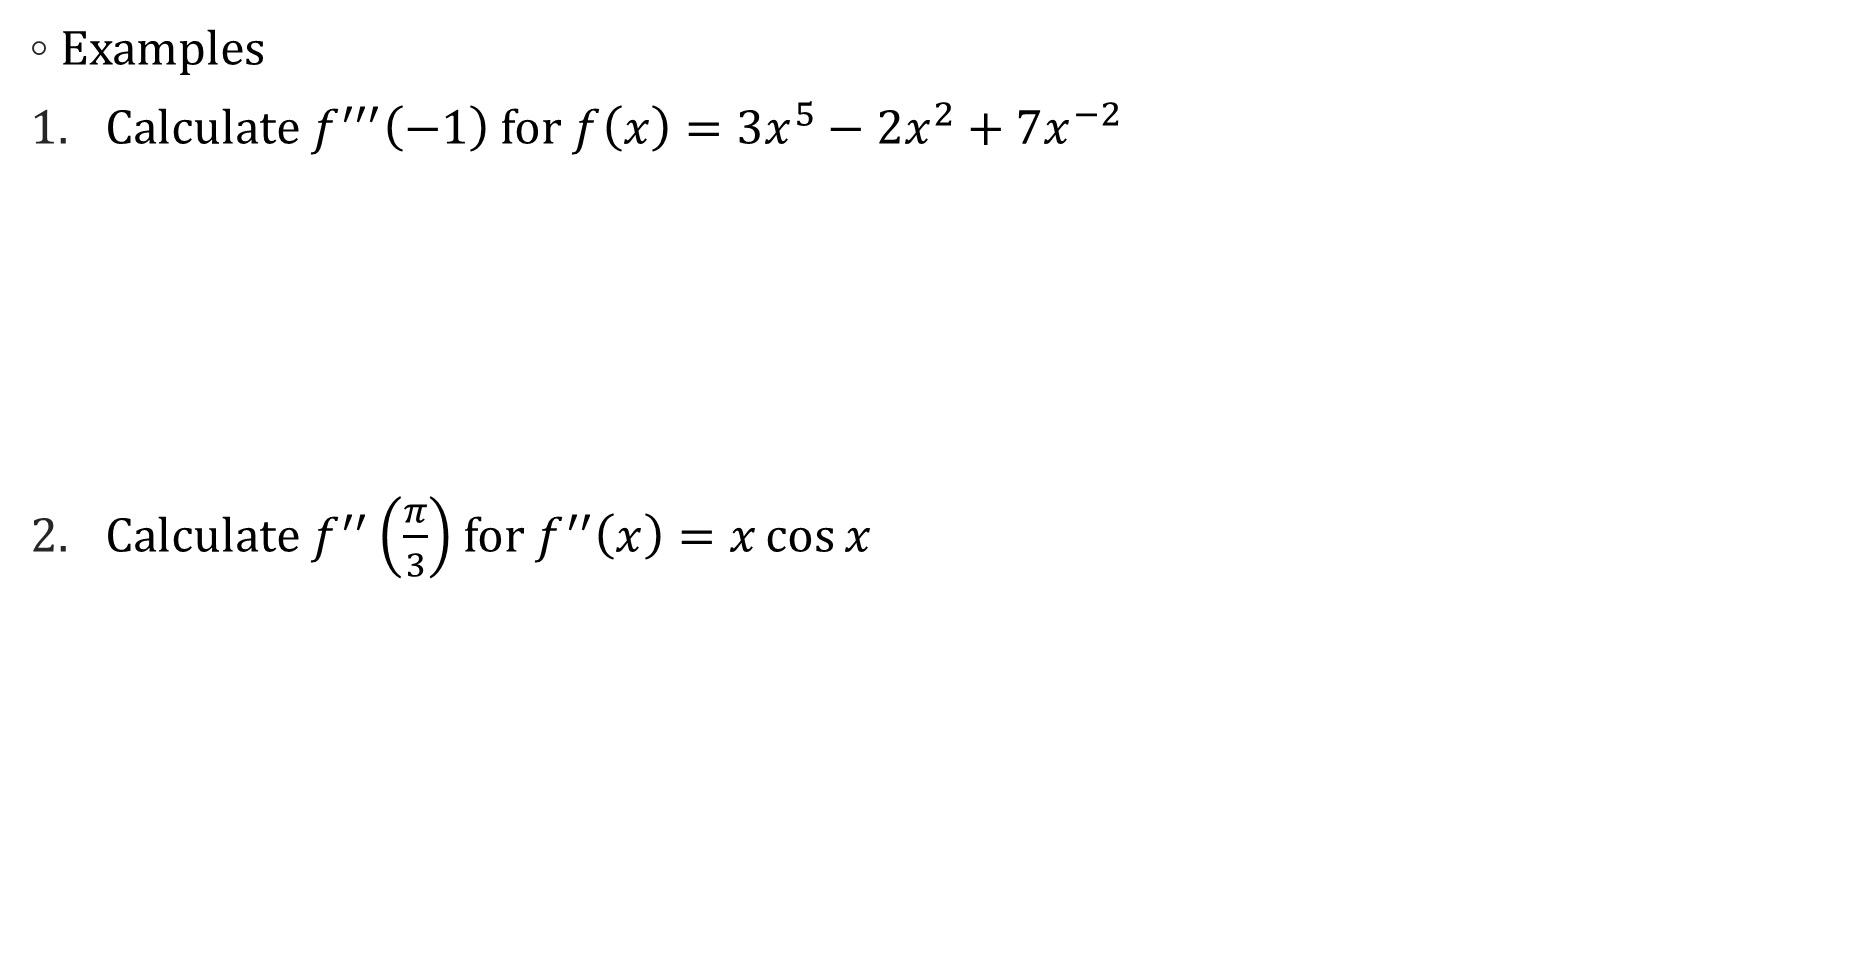 ◦ Examples
1. Calculate f′′′(−1) for f(x) = 3x⁵ − 2x² + 7x⁻²
2. Calculate f′′(π/3) for f′′(x) = x cos x